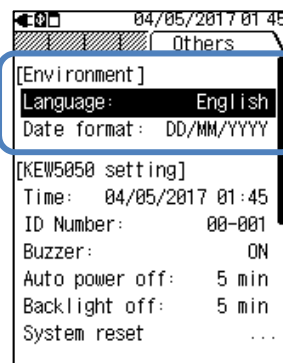 04/05/2017 01 45
Others
[Environment]
Language: English
Date format: DD/MM/YYYY
[KEW5050 setting]
Time: 04/05/2017 01:45
ID Number: 00-001
Buzzer: ON
Auto power off: 5 min
Backlight off: 5 min
System reset ...